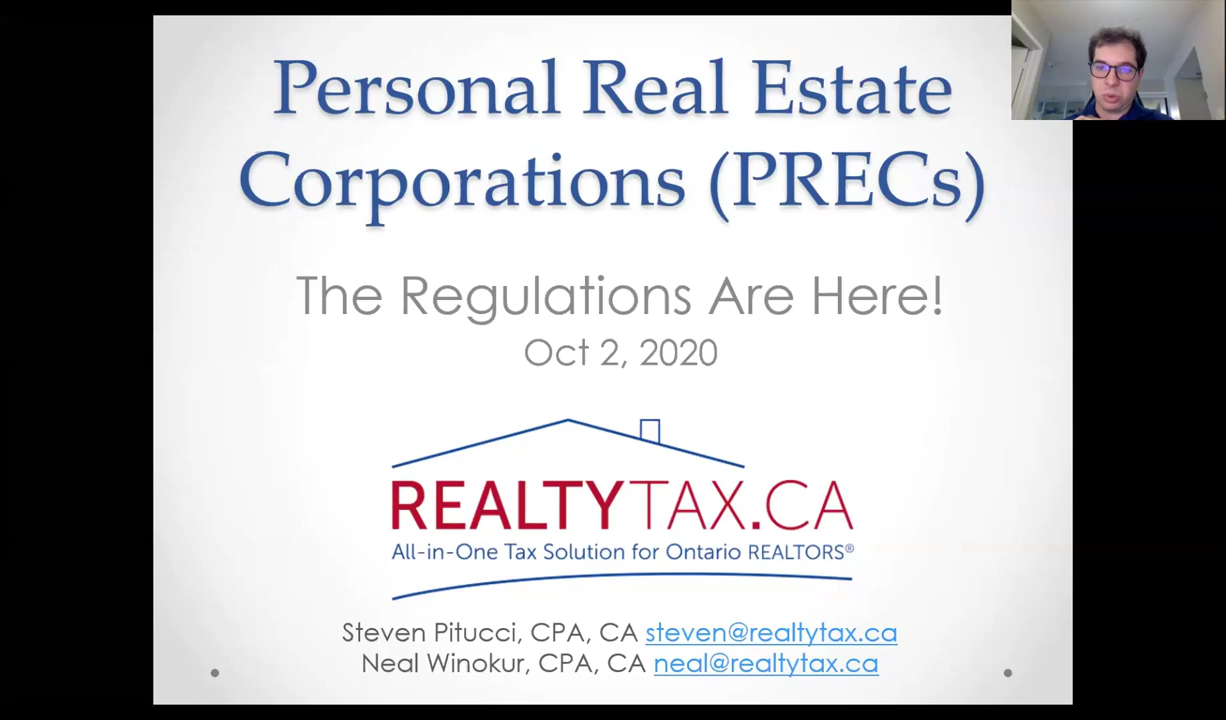 Personal Real Estate
Corporations (PRECs)
The Regulations Are Here!
Oct 2, 2020
REALTYTAX.CA
All-in-One Tax Solution for Ontario REALTORS®
Steven Pitucci, CPA, CA steven@realtytax.ca
Neal Winokur, CPA, CA neal@realtytax.ca